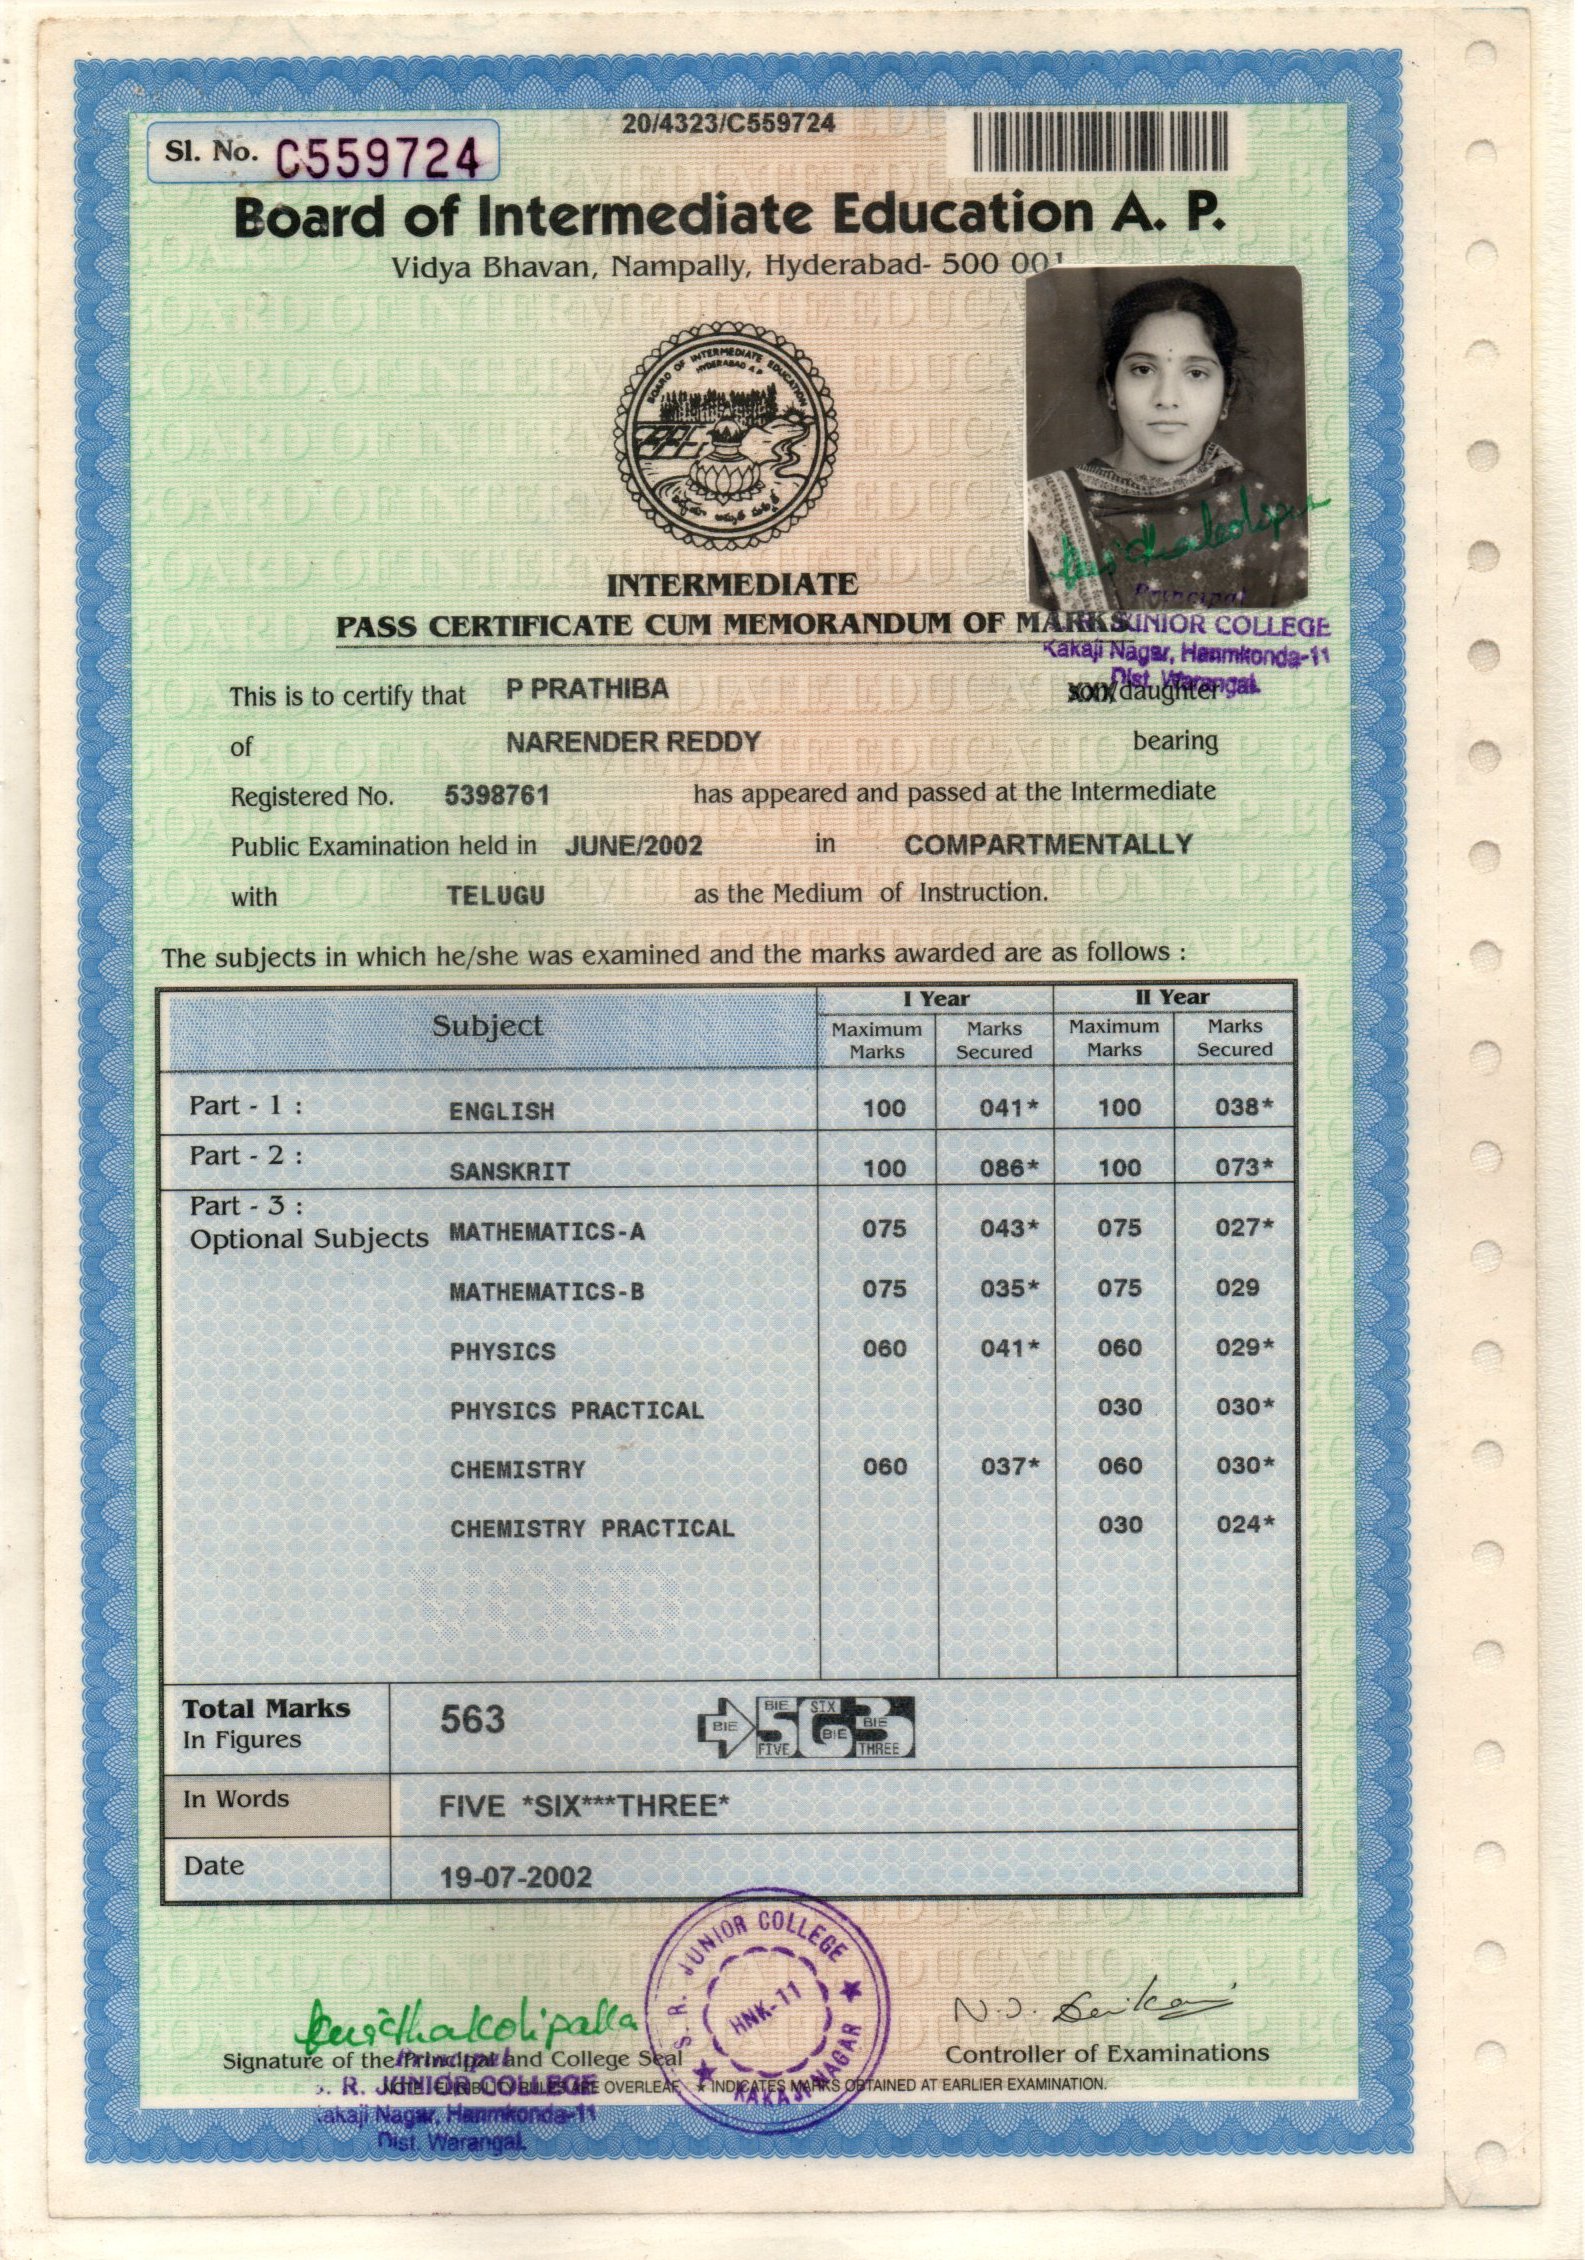 20/4323/C559724
Sl. No. C559724
Board of Intermediate Education A. P.
Vidya Bhavan, Nampally, Hyderabad- 500 001
BOARD OF INTERMEDIATE EDUCATION
HYDERABAD A.P
INTERMEDIATE
PASS CERTIFICATE CUM MEMORANDUM OF MARKS
Principal
JUNIOR COLLEGE
Kakaji Nagar, Hanmkonda-11
Dist. Warangal.
This is to certify that P PRATHIBA son/daughter
of NARENDER REDDY bearing
Registered No. 5398761 has appeared and passed at the Intermediate
Public Examination held in JUNE/2002 in COMPARTMENTALLY
with TELUGU as the Medium of Instruction.
The subjects in which he/she was examined and the marks awarded are as follows :
Subject I Year II Year
Maximum Marks Marks Secured Maximum Marks Marks Secured
Part - 1 : ENGLISH 100 041* 100 038*
Part - 2 : SANSKRIT 100 086* 100 073*
Part - 3 :
Optional Subjects MATHEMATICS-A 075 043* 075 027*
MATHEMATICS-B 075 035* 075 029
PHYSICS 060 041* 060 029*
PHYSICS PRACTICAL 030 030*
CHEMISTRY 060 037* 060 030*
CHEMISTRY PRACTICAL 030 024*
Total Marks
In Figures 563 BIE BIE 5 FIVE SIX 6 BIE BIE 3 THREE
In Words FIVE *SIX***THREE*
Date 19-07-2002
S. R. JUNIOR COLLEGE
HNK-11
KAKAJI NAGAR
Signature of the Principal and College Seal
Controller of Examinations
Principal
. R. JUNIOR COLLEGE
NOTE: ELIGIBILITY RULES ARE OVERLEAF * INDICATES MARKS OBTAINED AT EARLIER EXAMINATION.
akaji Nagar, Hanmkonda-11
Dist. Warangal.